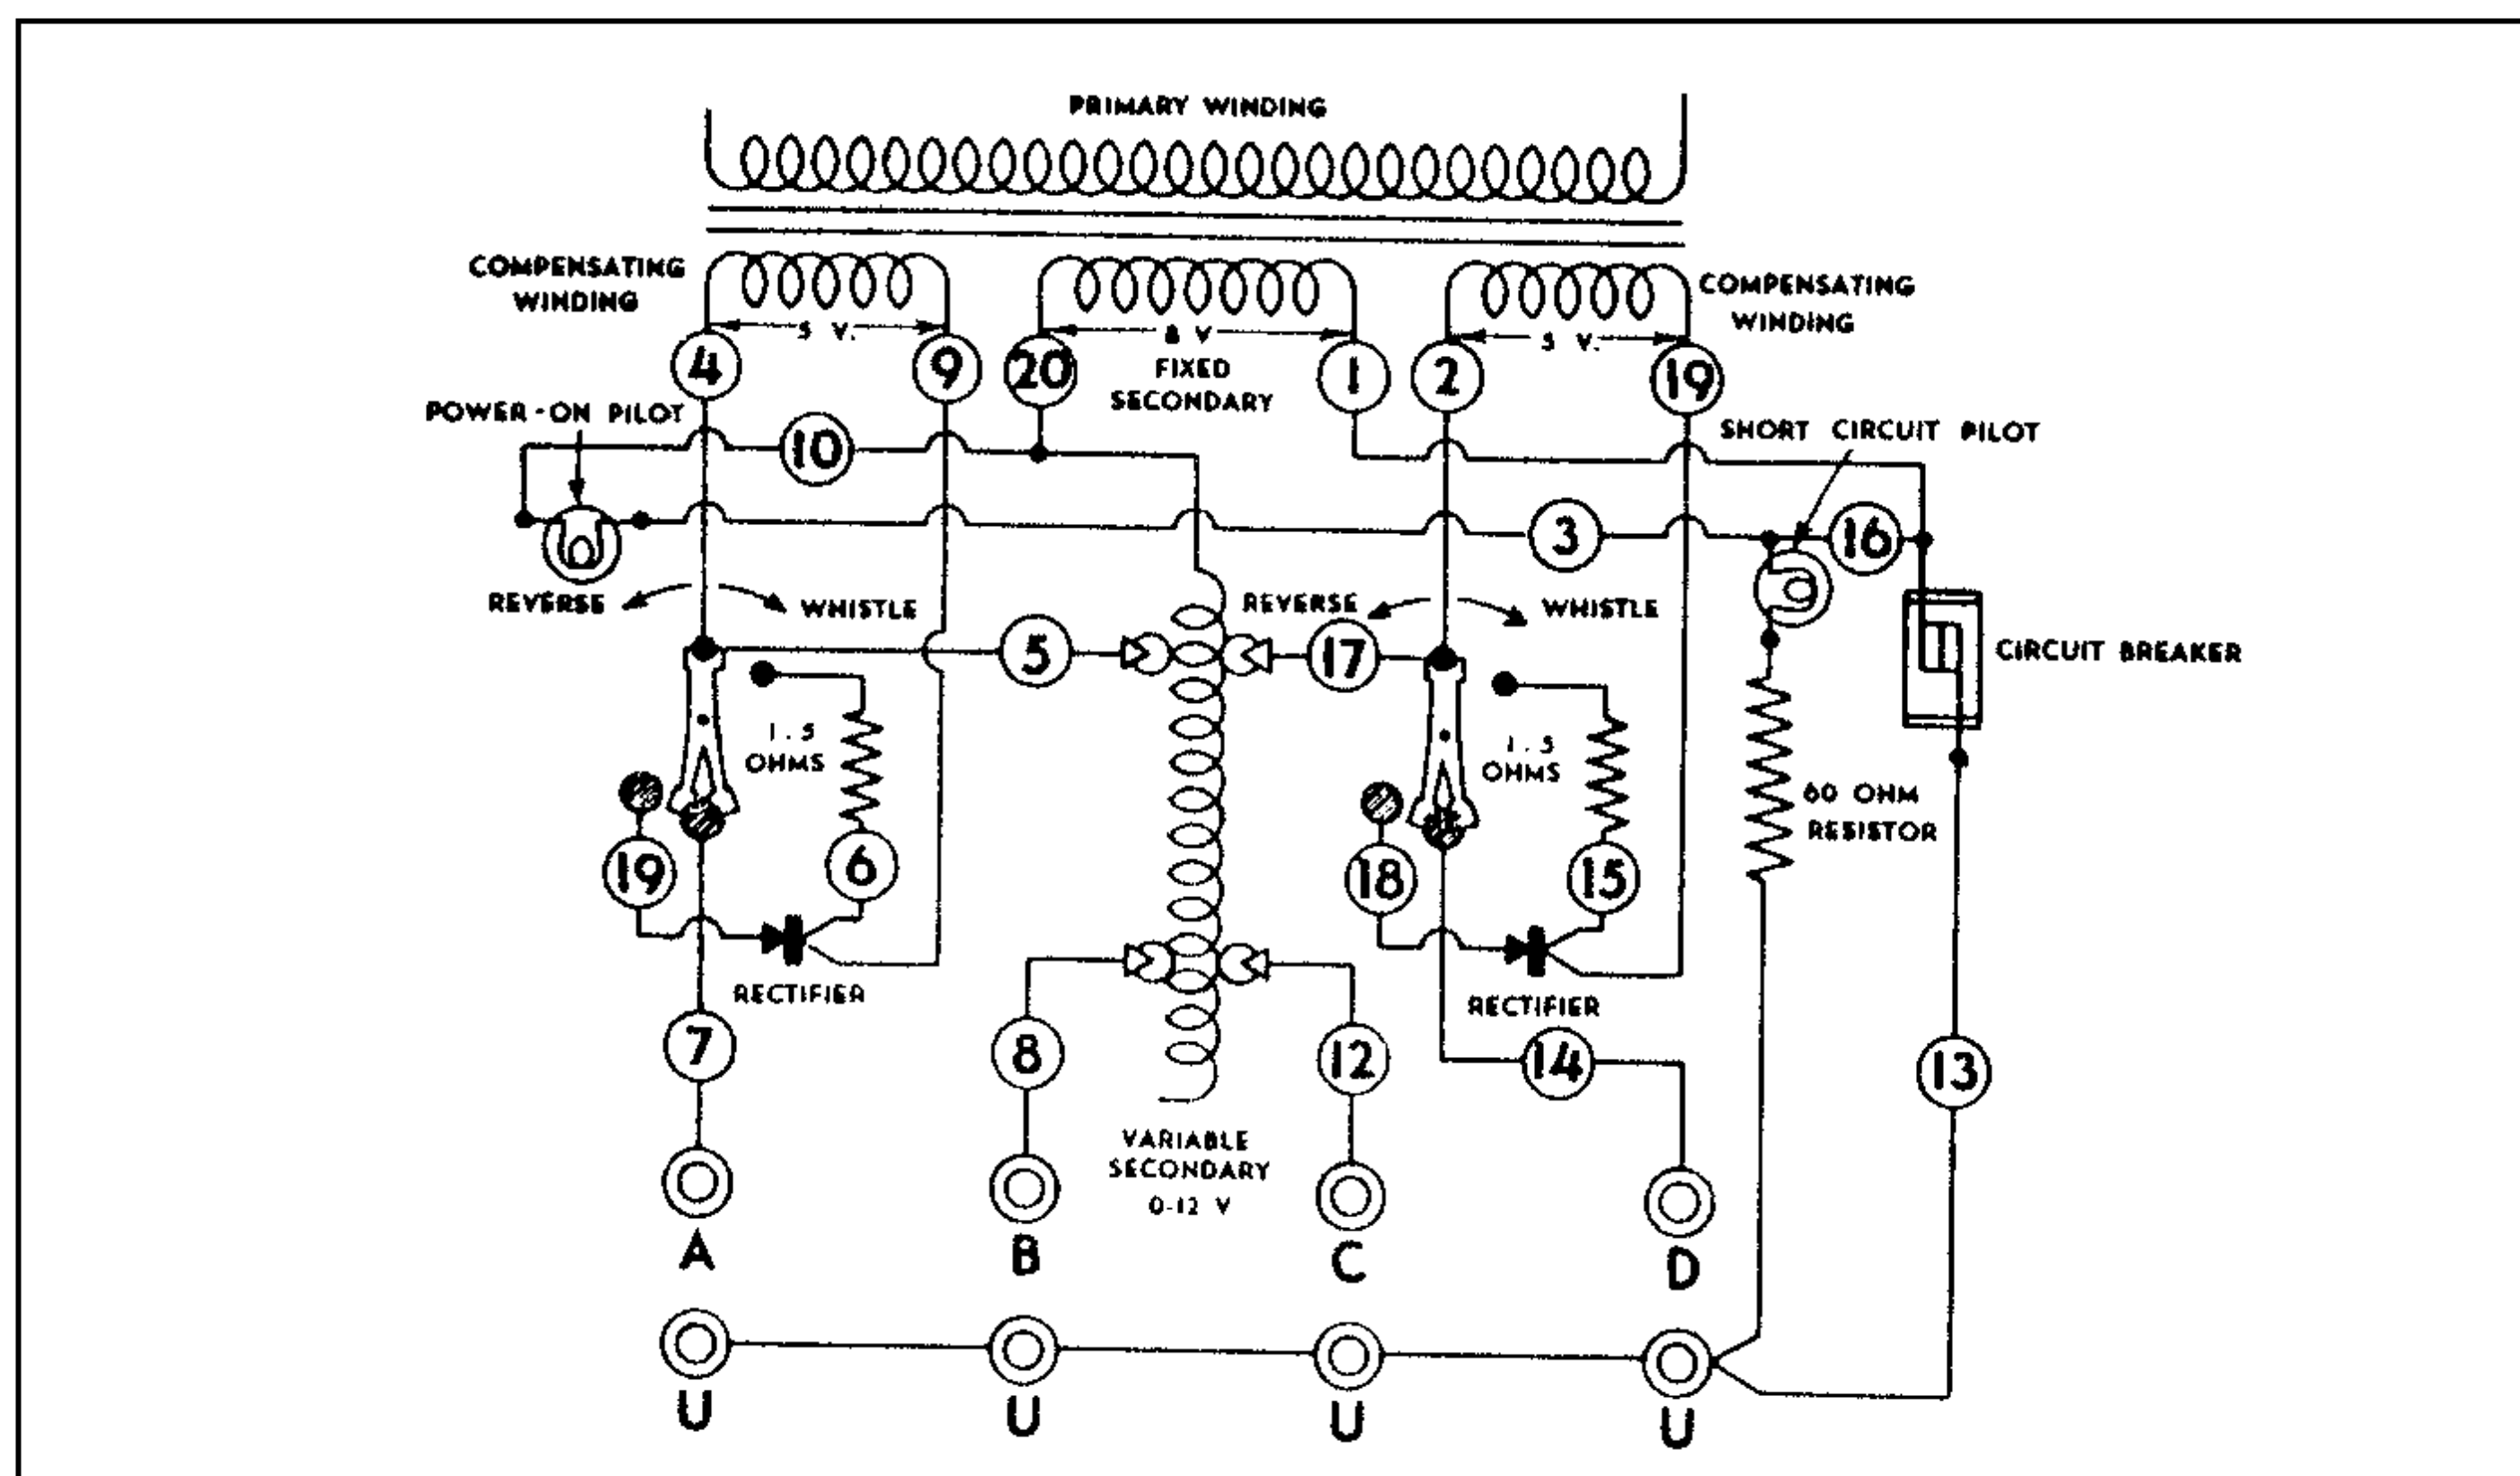 PRIMARY WINDING
COMPENSATING
WINDING
5 V.
8 V
FIXED
SECONDARY
5 V.
COMPENSATING
WINDING
4
9
20
1
2
19
POWER-ON PILOT
10
SHORT CIRCUIT PILOT
3
16
REVERSE
WHISTLE
REVERSE
WHISTLE
5
17
CIRCUIT BREAKER
1.5
OHMS
1.5
OHMS
60 OHM
RESISTOR
19
6
18
15
RECTIFIER
RECTIFIER
7
8
12
14
13
VARIABLE
SECONDARY
0-12 V
A
B
C
D
U
U
U
U